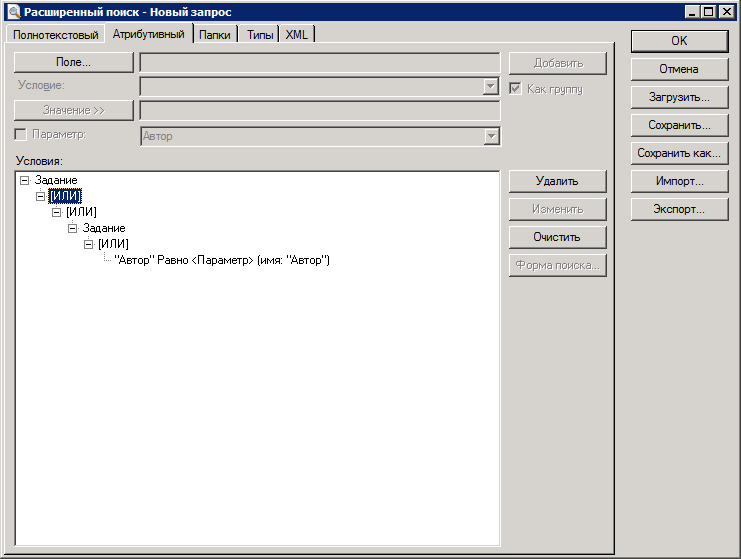 Расширенный поиск - Новый запрос
Полнотекстовый Атрибутивный Папки Типы XML
Поле... Добавить
Условие: Как группу
Значение >>
Параметр: Автор
Условия:
Задание
[ИЛИ]
[ИЛИ]
Задание
[ИЛИ]
"Автор" Равно <Параметр> (имя: "Автор")
Удалить
Изменить
Очистить
Форма поиска...
OK
Отмена
Загрузить...
Сохранить...
Сохранить как...
Импорт...
Экспорт...